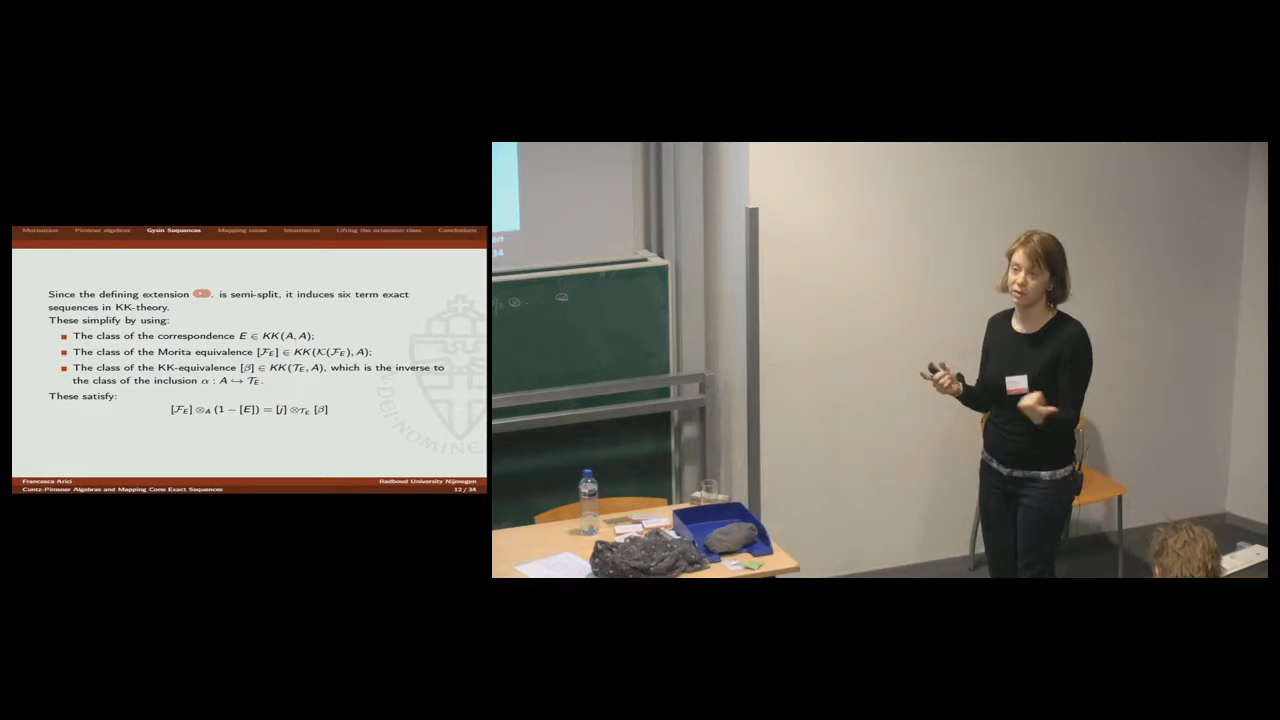 Motivation Pimsner algebras Gysin Sequences Mapping cones Intermezzo Lifting the extension class Conclusions
Since the defining extension , is semi-split, it induces six term exact
sequences in KK-theory.
These simplify by using:
The class of the correspondence E ∈ KK(A, A);
The class of the Morita equivalence [𝓕_E] ∈ KK(𝓚(𝓕_E), A);
The class of the KK-equivalence [β] ∈ KK(𝓣_E, A), which is the inverse to
the class of the inclusion α : A ↪ 𝓣_E.
These satisfy:
[𝓕_E] ⊗_A (1 − [E]) = [j] ⊗_{𝓣_E} [β]
DEI NOMINE
Francesca Arici Radboud University Nijmegen
Cuntz-Pimsner Algebras and Mapping Cone Exact Sequences 12 / 34